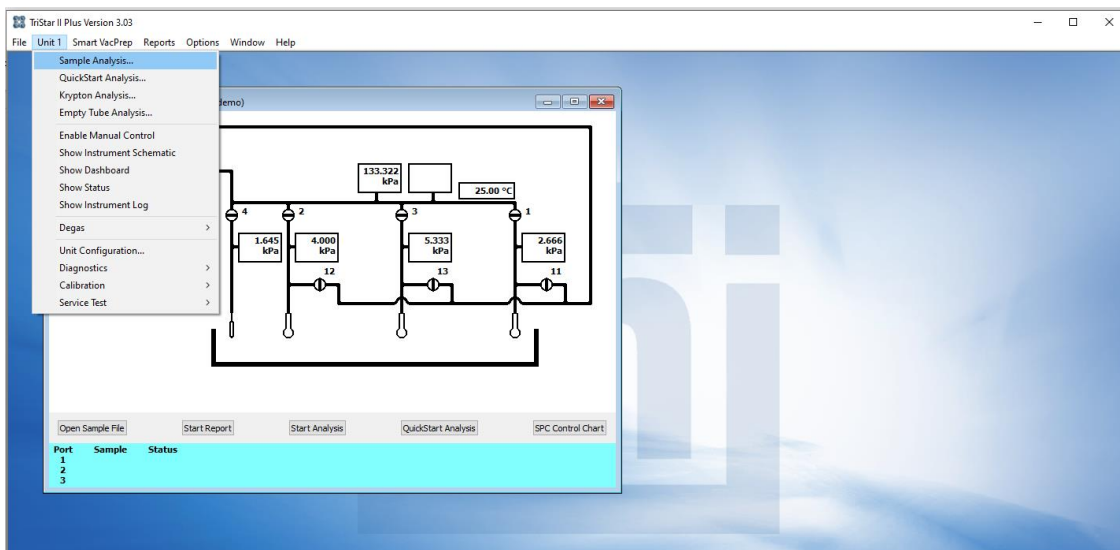 TriStar II Plus Version 3.03
File Unit 1 Smart VacPrep Reports Options Window Help
Sample Analysis...
QuickStart Analysis...
Krypton Analysis...
Empty Tube Analysis...
Enable Manual Control
Show Instrument Schematic
Show Dashboard
Show Status
Show Instrument Log
Degas
Unit Configuration...
Diagnostics
Calibration
Service Test
demo)
133.322
kPa
25.00 °C
4 2 3 1
1.645
kPa
4.000
kPa
5.333
kPa
2.666
kPa
12 13 11
Open Sample File Start Report Start Analysis QuickStart Analysis SPC Control Chart
Port Sample Status
1
2
3